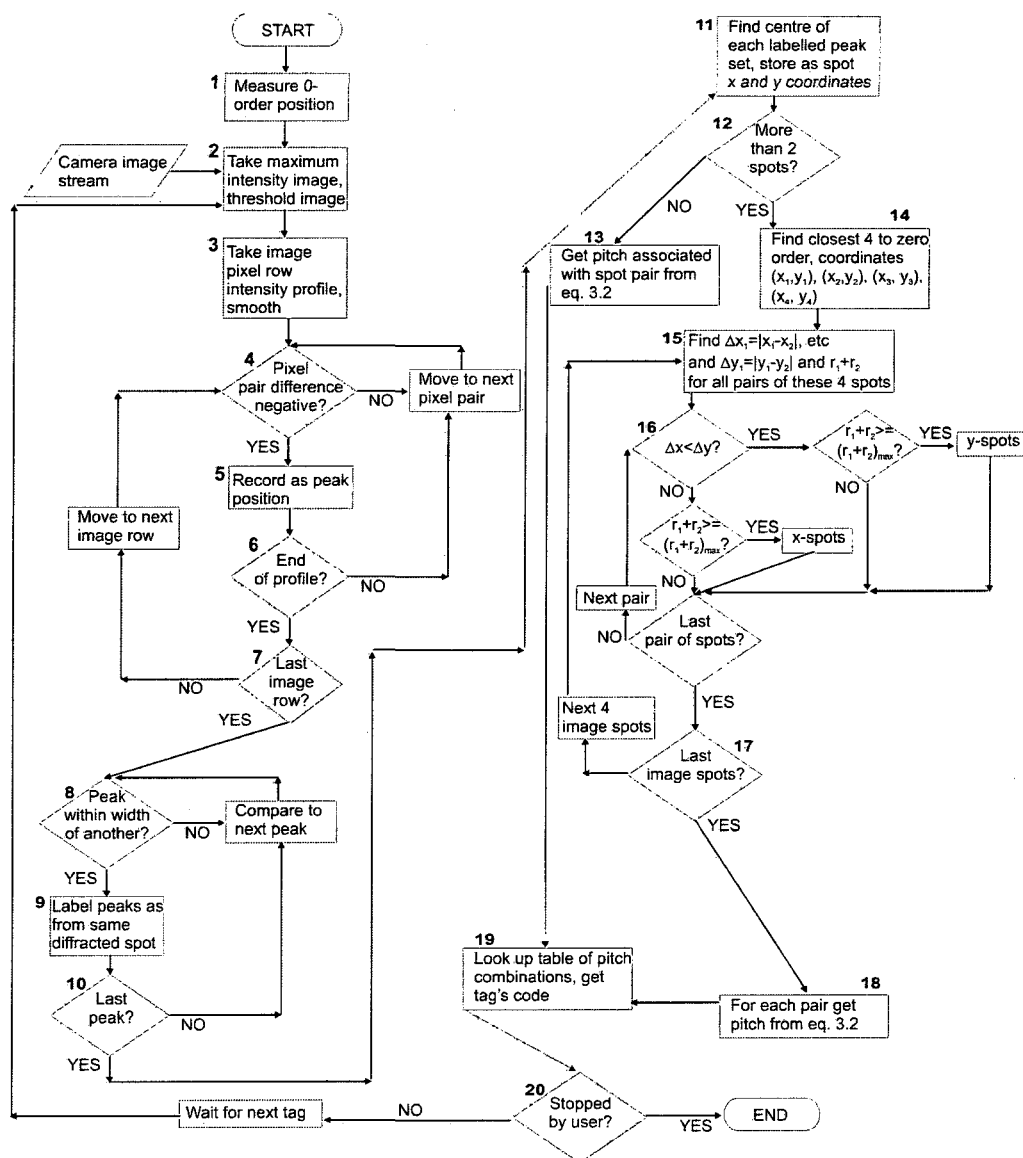 START
1
Measure 0-
order position
Camera image
stream
2
Take maximum
intensity image,
threshold image
3
Take image
pixel row
intensity profile,
smooth
4
Pixel
pair difference
negative?
NO
Move to next
pixel pair
YES
5
Record as peak
position
Move to next
image row
6
End
of profile?
NO
YES
7
Last
image
row?
NO
YES
8
Peak
within width
of another?
NO
Compare to
next peak
YES
9
Label peaks as
from same
diffracted spot
10
Last
peak?
NO
YES
11
Find centre of
each labelled peak
set, store as spot
x and y coordinates
12
More
than 2
spots?
NO
YES
13
Get pitch associated
with spot pair from
eq. 3.2
14
Find closest 4 to zero
order, coordinates
(x₁,y₁), (x₂,y₂), (x₃, y₃),
(x₄, y₄)
15
Find Δx₁=|x₁-x₂|, etc
and Δy₁=|y₁-y₂| and r₁+r₂
for all pairs of these 4 spots
16
Δx<Δy?
YES
r₁+r₂>=
(r₁+r₂)max?
YES
y-spots
NO
NO
r₁+r₂>=
(r₁+r₂)max?
YES
x-spots
NO
Next pair
Last
pair of spots?
NO
YES
Next 4
image spots
17
Last
image spots?
YES
18
For each pair get
pitch from eq. 3.2
19
Look up table of pitch
combinations, get
tag's code
20
Stopped
by user?
NO
Wait for next tag
YES
END